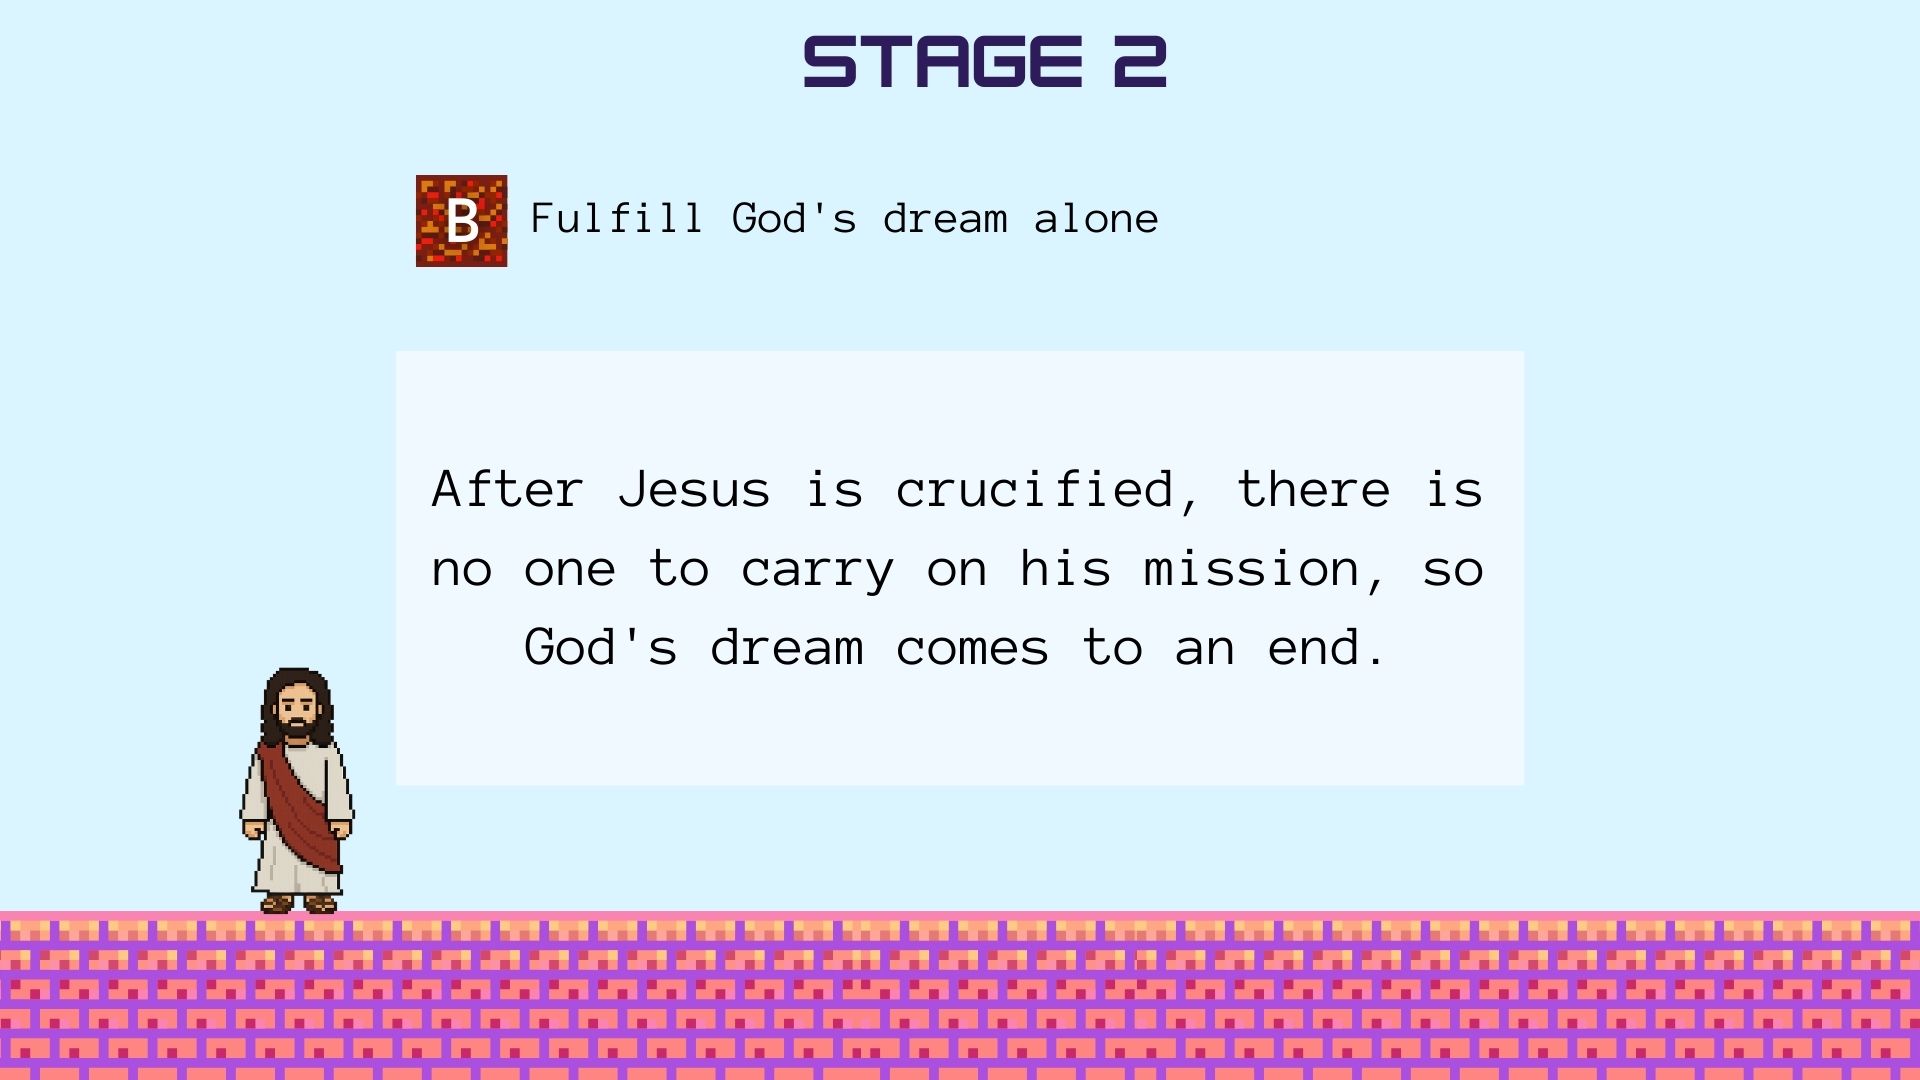 STAGE 2
B Fulfill God's dream alone
After Jesus is crucified, there is
no one to carry on his mission, so
God's dream comes to an end.